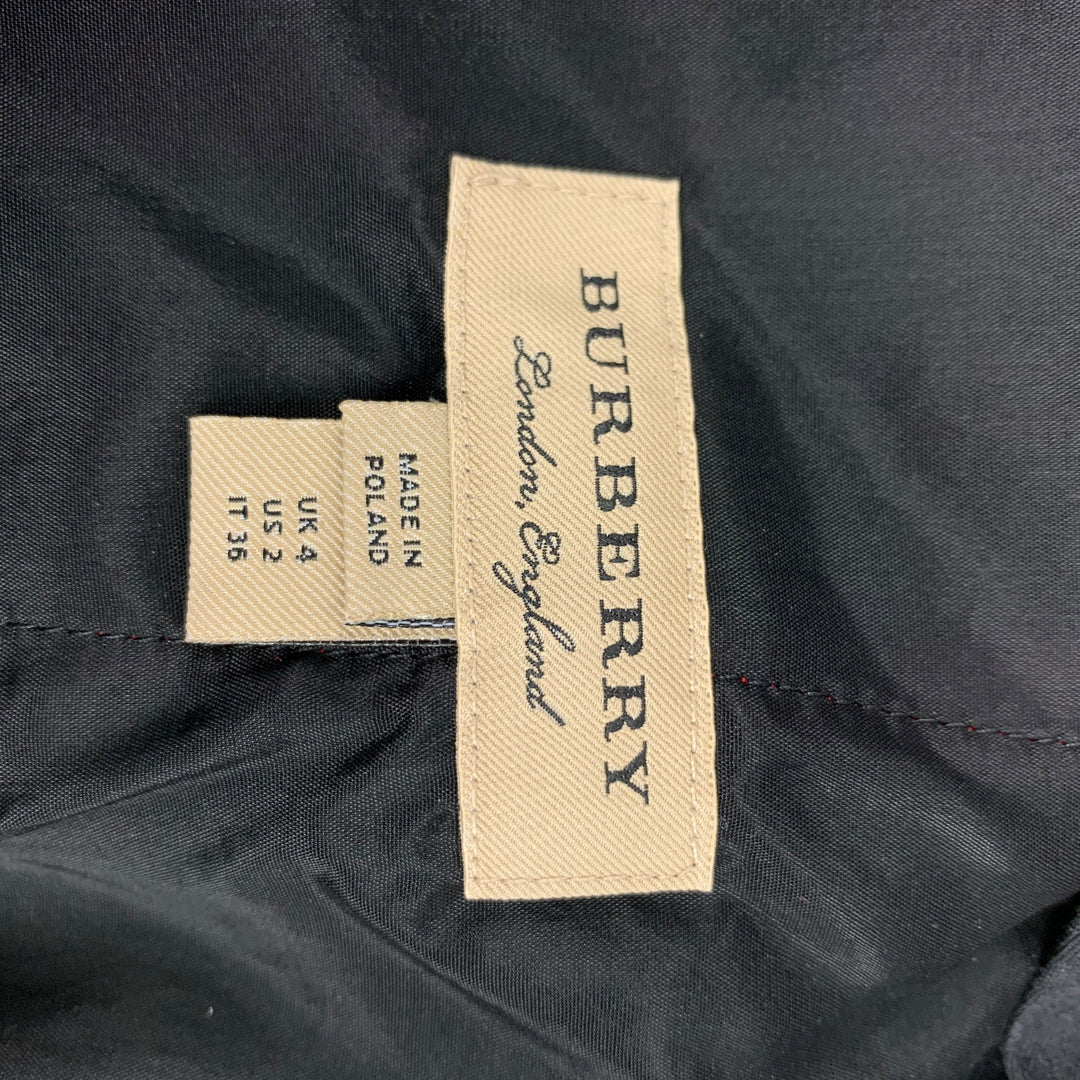 BURBERRY
London, England
MADE IN
POLAND
UK 4
US 2
IT 36